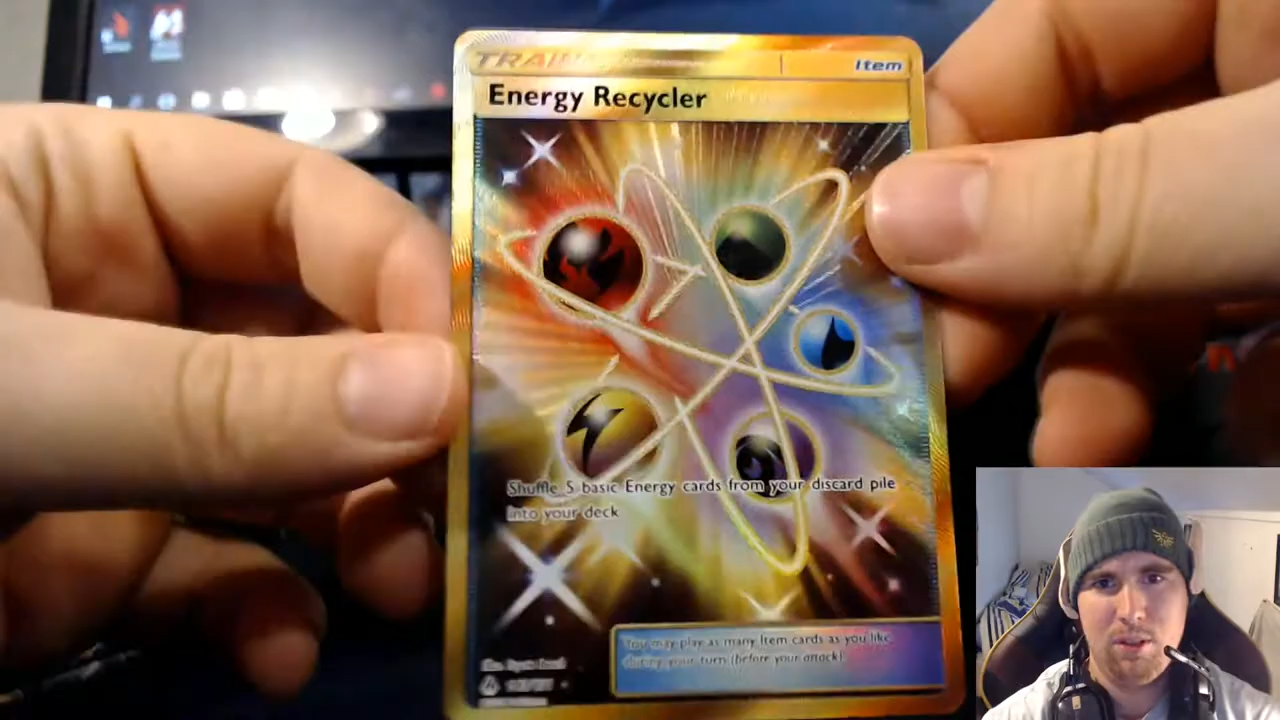 TRAINER Item
Energy Recycler
Shuffle 5 basic Energy cards from your discard pile
into your deck
You may play as many Item cards as you like
during your turn (before your attack).